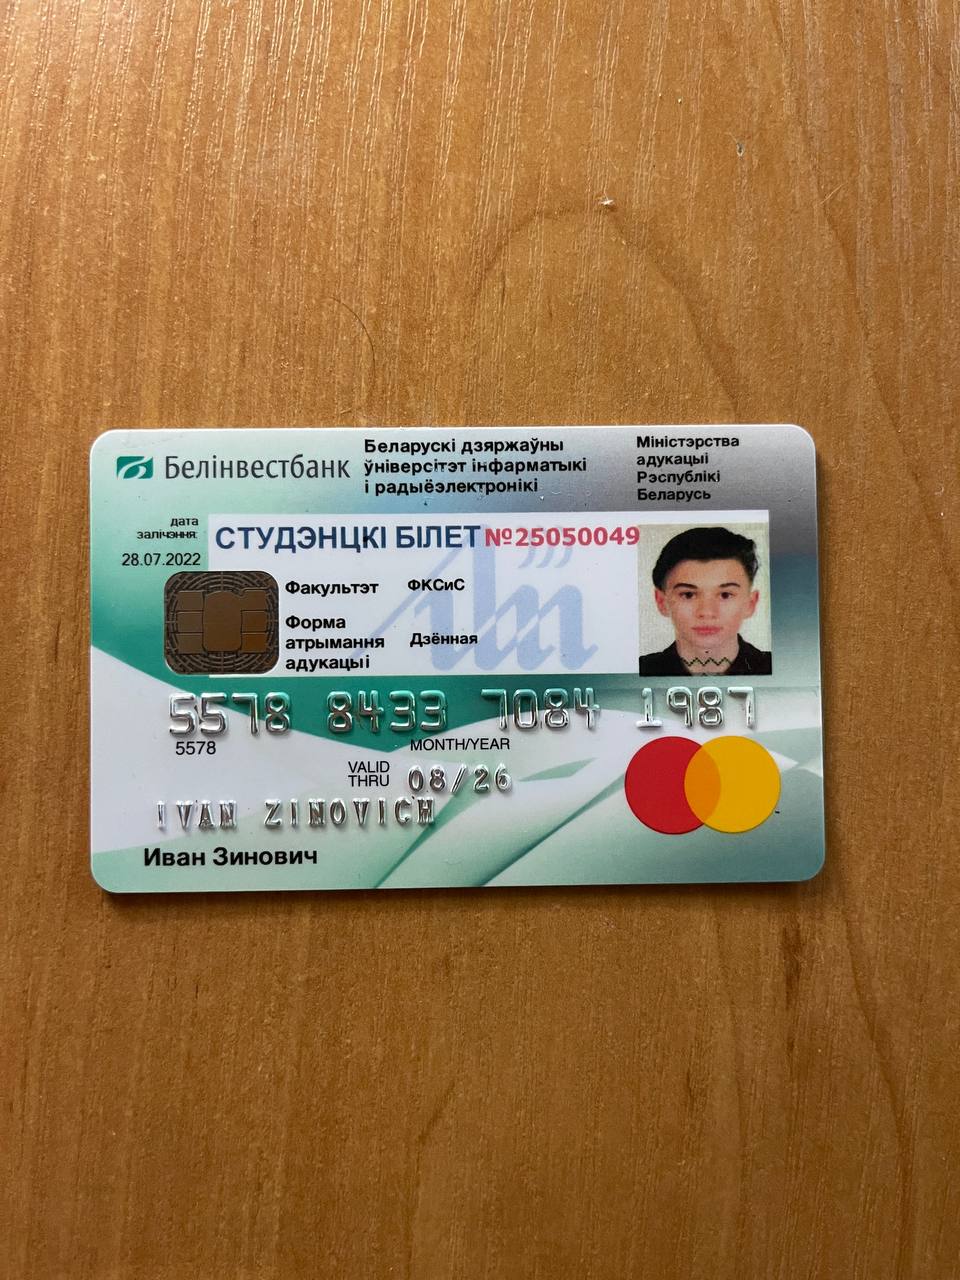 Белінвестбанк
Беларускі дзяржаўны
ўніверсітэт інфарматыкі
і радыёэлектронікі
Міністэрства
адукацыі
Рэспублікі
Беларусь
дата
залічэння:
28.07.2022
СТУДЭНЦКІ БІЛЕТ №25050049
Факультэт ФКСиС
Форма
атрымання Дзённая
адукацыі
5578 8433 7084 1987
5578
MONTH/YEAR
VALID
THRU 08/26
IVAN ZINOVICH
Иван Зинович